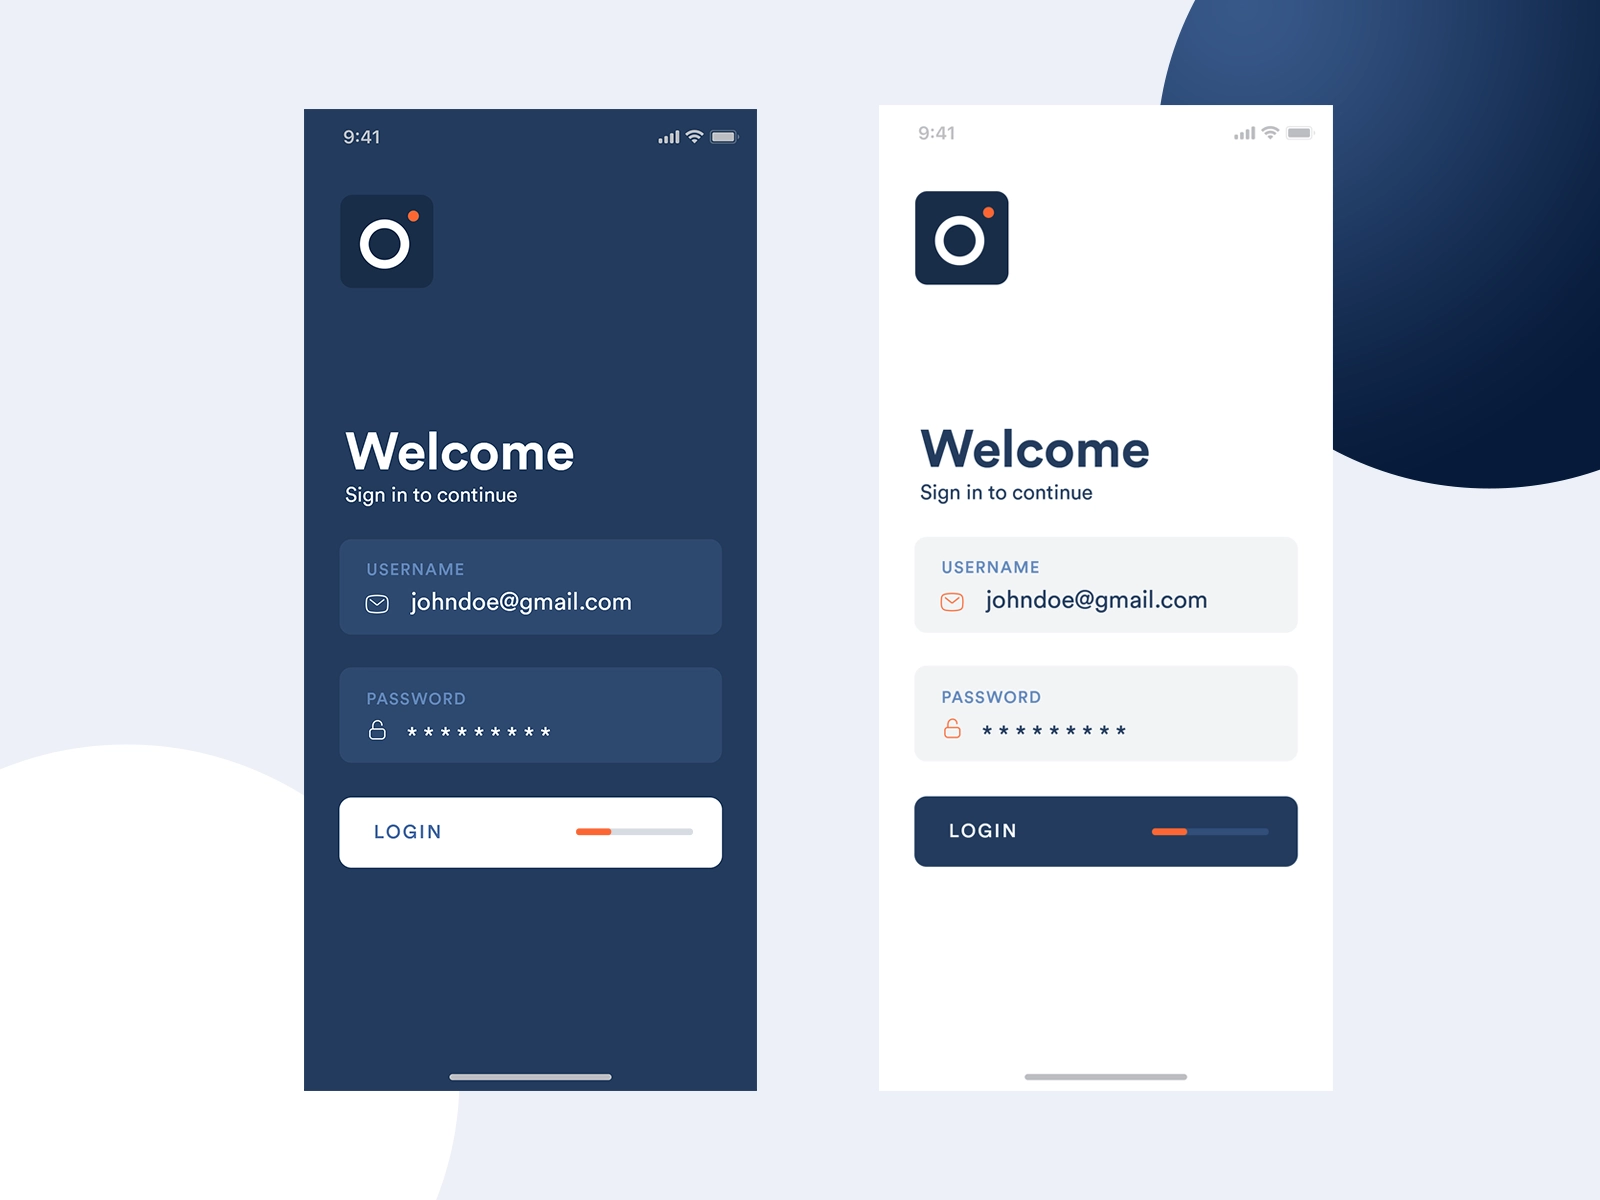 9:41
Welcome
Sign in to continue
USERNAME
johndoe@gmail.com
PASSWORD
*********
LOGIN
9:41
Welcome
Sign in to continue
USERNAME
johndoe@gmail.com
PASSWORD
*********
LOGIN